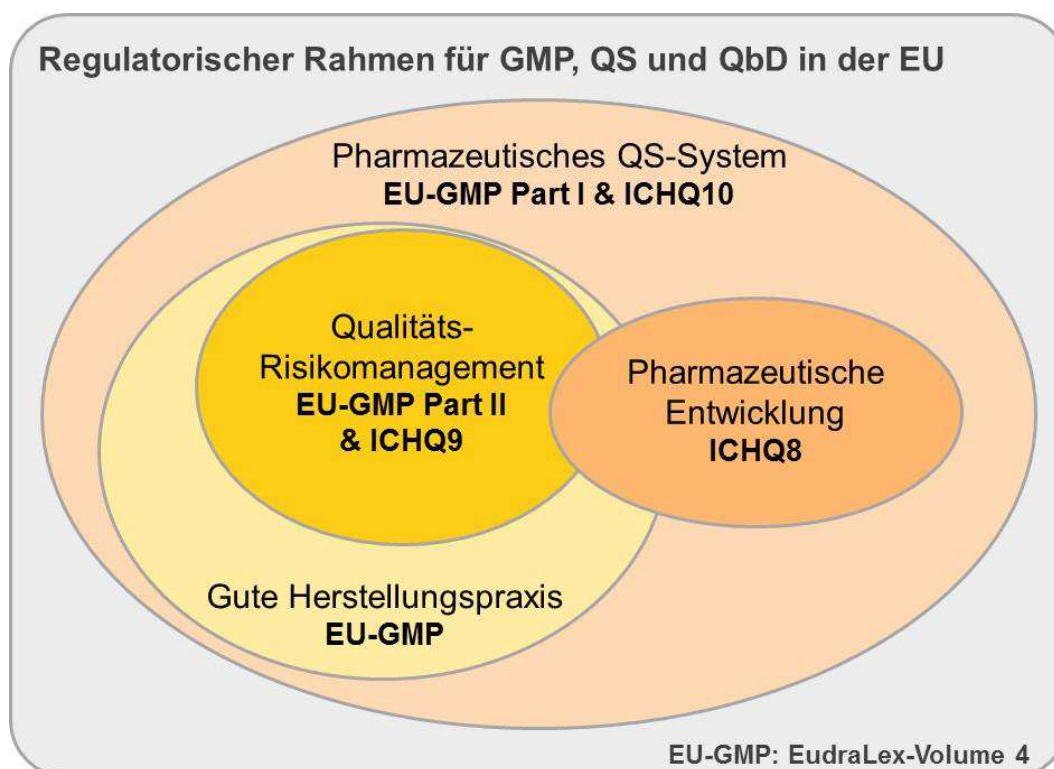 Regulatorischer Rahmen für GMP, QS und QbD in der EU
Pharmazeutisches QS-System
EU-GMP Part I & ICHQ10
Qualitäts-
Risikomanagement
EU-GMP Part II
& ICHQ9
Pharmazeutische
Entwicklung
ICHQ8
Gute Herstellungspraxis
EU-GMP
EU-GMP: EudraLex-Volume 4